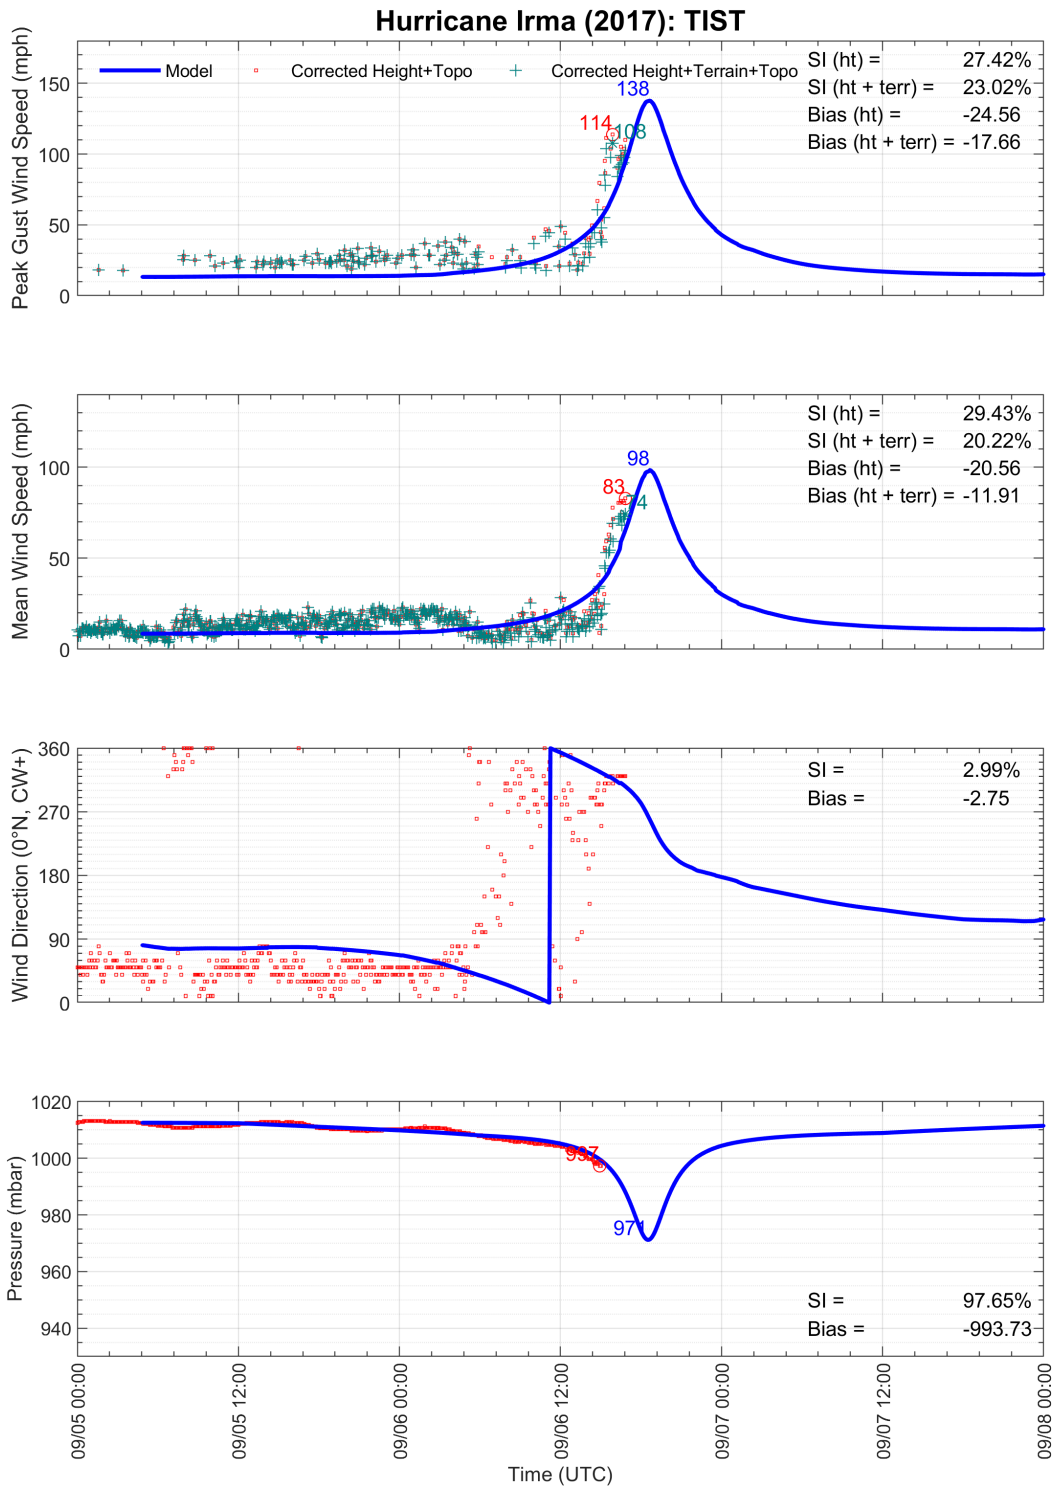 Hurricane Irma (2017): TIST
Peak Gust Wind Speed (mph)
150
100
50
0
Model
Corrected Height+Topo
Corrected Height+Terrain+Topo
138
114
108
SI (ht) = 27.42%
SI (ht + terr) = 23.02%
Bias (ht) = -24.56
Bias (ht + terr) = -17.66
Mean Wind Speed (mph)
100
50
0
98
83
SI (ht) = 29.43%
SI (ht + terr) = 20.22%
Bias (ht) = -20.56
Bias (ht + terr) = -11.91
Wind Direction (0°N, CW+)
360
270
180
90
0
SI = 2.99%
Bias = -2.75
Pressure (mbar)
1020
1000
980
960
940
997
971
SI = 97.65%
Bias = -993.73
09/05 00:00
09/05 12:00
09/06 00:00
09/06 12:00
09/07 00:00
09/07 12:00
09/08 00:00
Time (UTC)